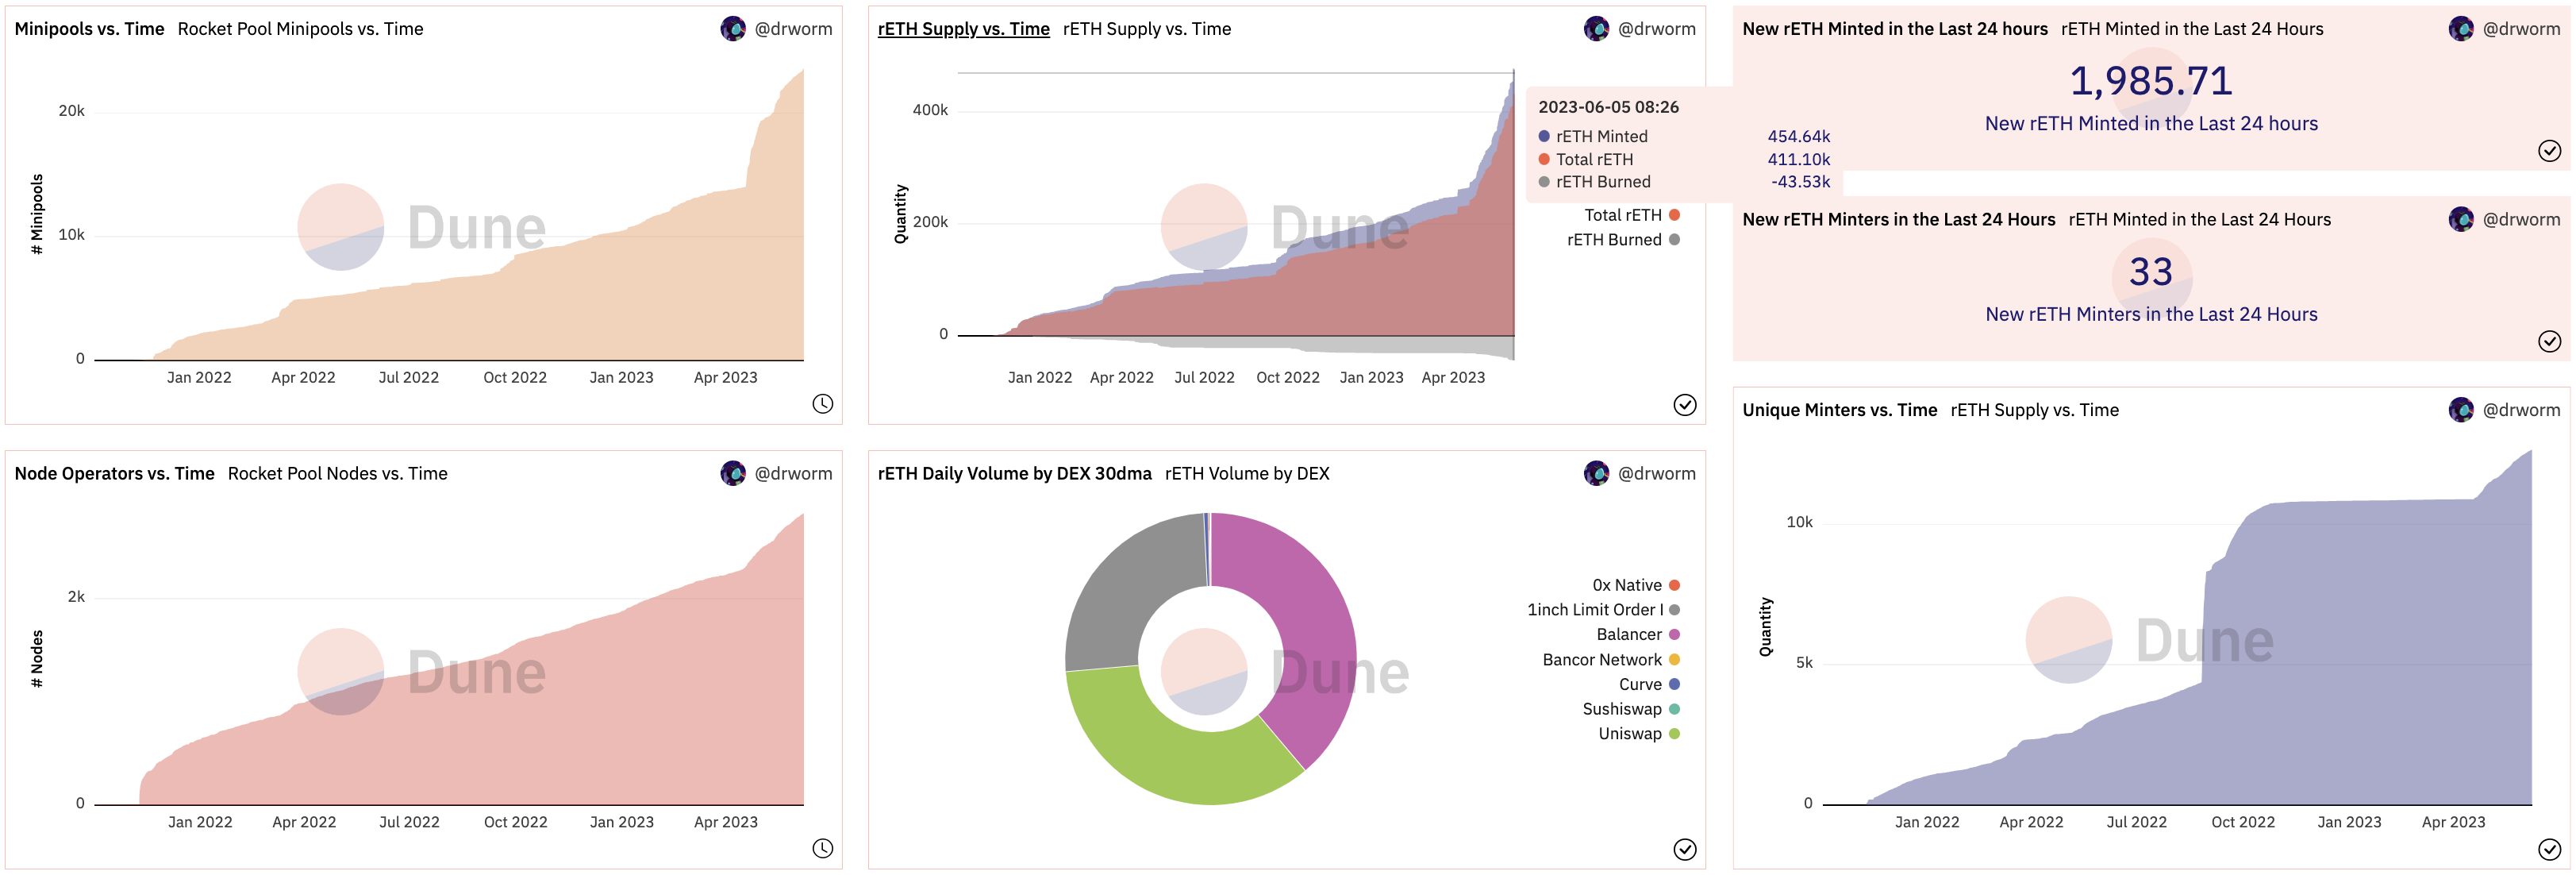 Minipools vs. Time Rocket Pool Minipools vs. Time @drworm
20k
10k
0
# Minipools
Dune
Jan 2022 Apr 2022 Jul 2022 Oct 2022 Jan 2023 Apr 2023
rETH Supply vs. Time rETH Supply vs. Time @drworm
400k
200k
0
Quantity
Dune
Jan 2022 Apr 2022 Jul 2022 Oct 2022 Jan 2023 Apr 2023
2023-06-05 08:26
rETH Minted 454.64k
Total rETH 411.10k
rETH Burned -43.53k
Total rETH
rETH Burned
New rETH Minted in the Last 24 hours rETH Minted in the Last 24 Hours @drworm
1,985.71
New rETH Minted in the Last 24 hours
New rETH Minters in the Last 24 Hours rETH Minted in the Last 24 Hours @drworm
33
New rETH Minters in the Last 24 Hours
Node Operators vs. Time Rocket Pool Nodes vs. Time @drworm
2k
0
# Nodes
Dune
Jan 2022 Apr 2022 Jul 2022 Oct 2022 Jan 2023 Apr 2023
rETH Daily Volume by DEX 30dma rETH Volume by DEX @drworm
Dune
0x Native
1inch Limit Order I
Balancer
Bancor Network
Curve
Sushiswap
Uniswap
Unique Minters vs. Time rETH Supply vs. Time @drworm
10k
5k
0
Quantity
Dune
Jan 2022 Apr 2022 Jul 2022 Oct 2022 Jan 2023 Apr 2023